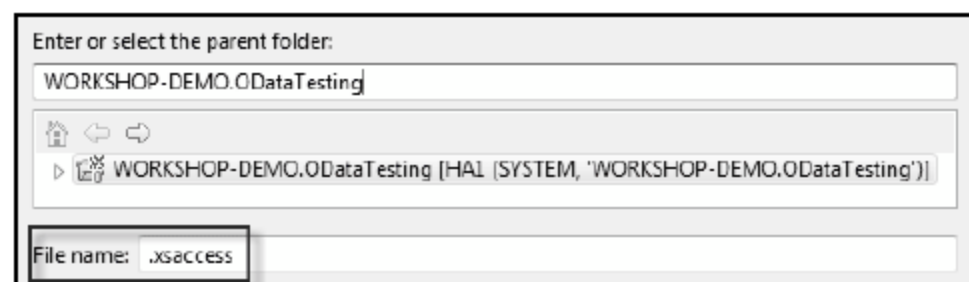 Enter or select the parent folder:
WORKSHOP-DEMO.ODataTesting
WORKSHOP-DEMO.ODataTesting [HA1 (SYSTEM, 'WORKSHOP-DEMO.ODataTesting')]
File name: .xsaccess